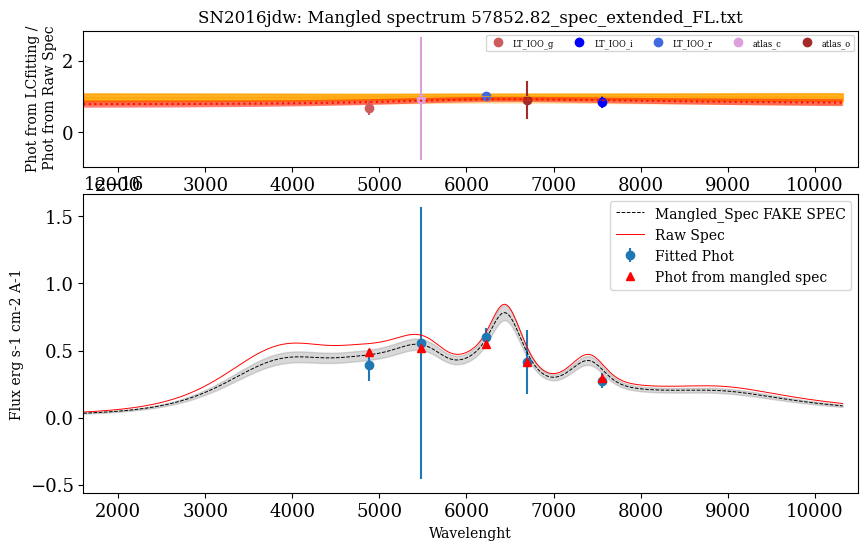 SN2016jdw: Mangled spectrum 57852.82_spec_extended_FL.txt
Phot from LCfitting /
Phot from Raw Spec
2
0
LT_IOO_g
LT_IOO_i
LT_IOO_r
atlas_c
atlas_o
2000 3000 4000 5000 6000 7000 8000 9000 10000
Flux erg s-1 cm-2 A-1
1.5
1.0
0.5
0.0
−0.5
Mangled_Spec FAKE SPEC
Raw Spec
Fitted Phot
Phot from mangled spec
2000 3000 4000 5000 6000 7000 8000 9000 10000
Wavelenght